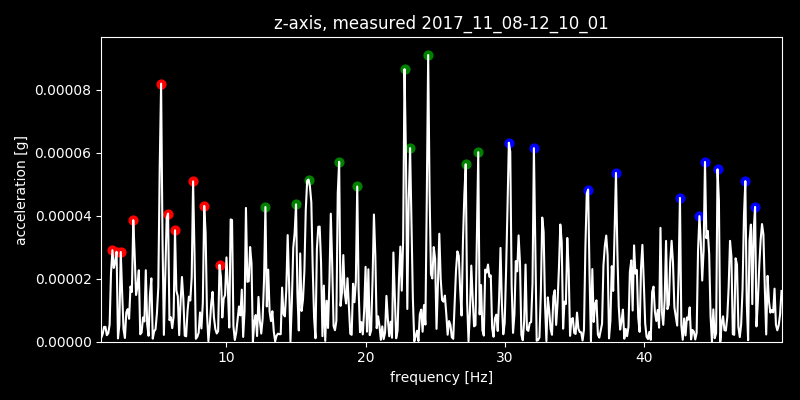 z-axis, measured 2017_11_08-12_10_01
0.00008
0.00006
0.00004
0.00002
0.00000
acceleration [g]
10 20 30 40
frequency [Hz]